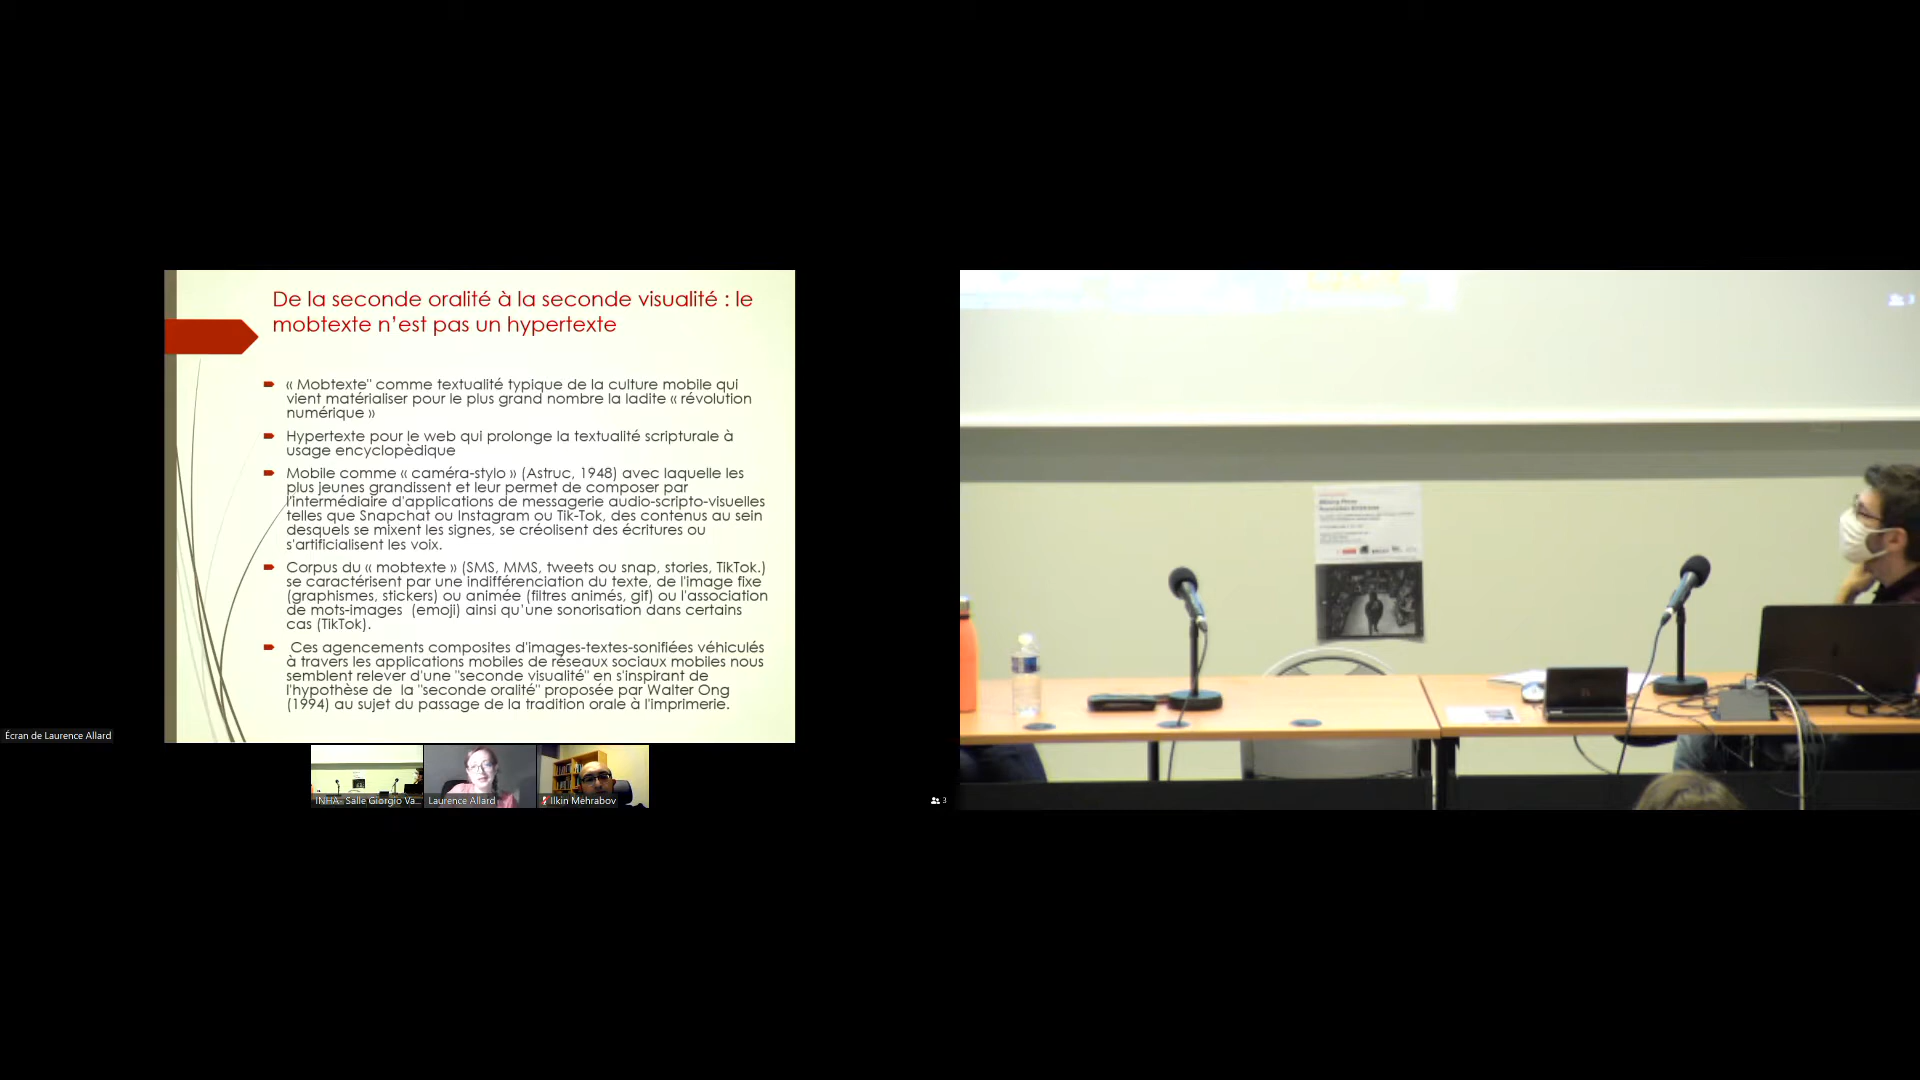 De la seconde oralité à la seconde visualité : le
mobtexte n’est pas un hypertexte
« Mobtexte" comme textualité typique de la culture mobile qui
vient matérialiser pour le plus grand nombre la ladite « révolution
numérique »
Hypertexte pour le web qui prolonge la textualité scripturale à
usage encyclopèdique
Mobile comme « caméra-stylo » (Astruc, 1948) avec laquelle les
plus jeunes grandissent et leur permet de composer par
l'intermédiaire d'applications de messagerie audio-scripto-visuelles
telles que Snapchat ou Instagram ou Tik-Tok, des contenus au sein
desquels se mixent les signes, se créolisent des écritures ou
s'artificialisent les voix.
Corpus du « mobtexte » (SMS, MMS, tweets ou snap, stories, TikTok.)
se caractérisent par une indifférenciation du texte, de l'image fixe
(graphismes, stickers) ou animée (filtres animés, gif) ou l'association
de mots-images (emoji) ainsi qu’une sonorisation dans certains
cas (TikTok).
Ces agencements composites d'images-textes-sonifiées véhiculés
à travers les applications mobiles de réseaux sociaux mobiles nous
semblent relever d'une "seconde visualité" en s'inspirant de
l'hypothèse de la "seconde oralité" proposée par Walter Ong
(1994) au sujet du passage de la tradition orale à l'imprimerie.
Écran de Laurence Allard
INHA- Salle Giorgio Va...
Laurence Allard
Ilkin Mehrabov
3
3